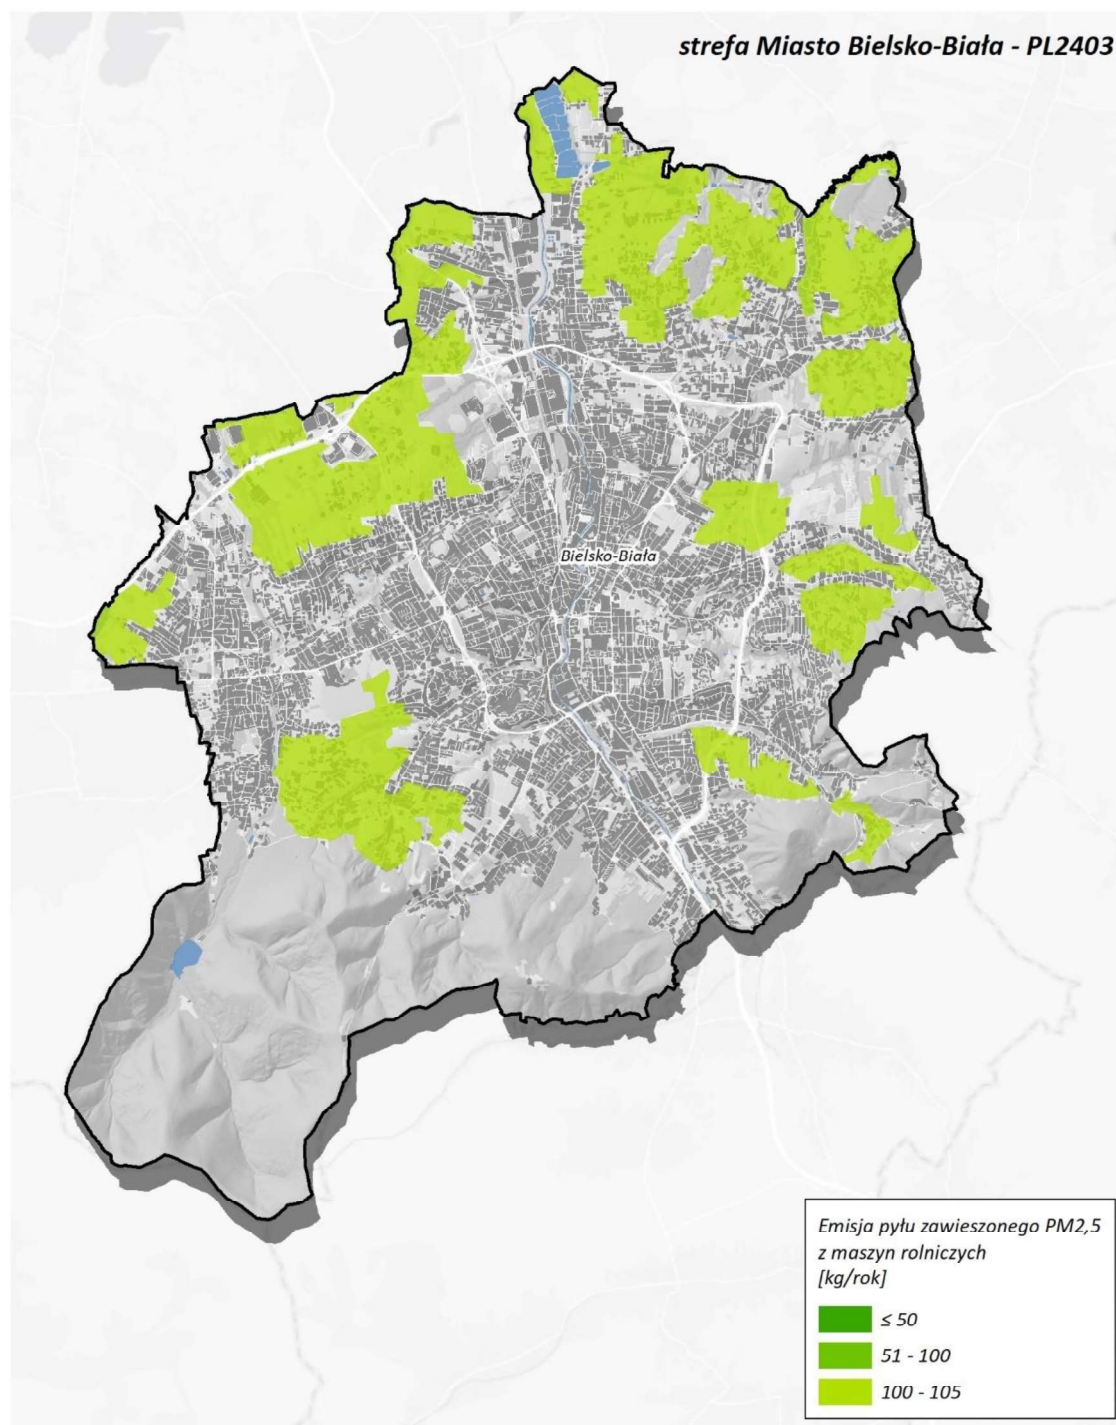 strefa Miasto Bielsko-Biała - PL2403
Bielsko-Biała
Emisja pyłu zawieszonego PM2,5
z maszyn rolniczych
[kg/rok]
≤ 50
51 - 100
100 - 105